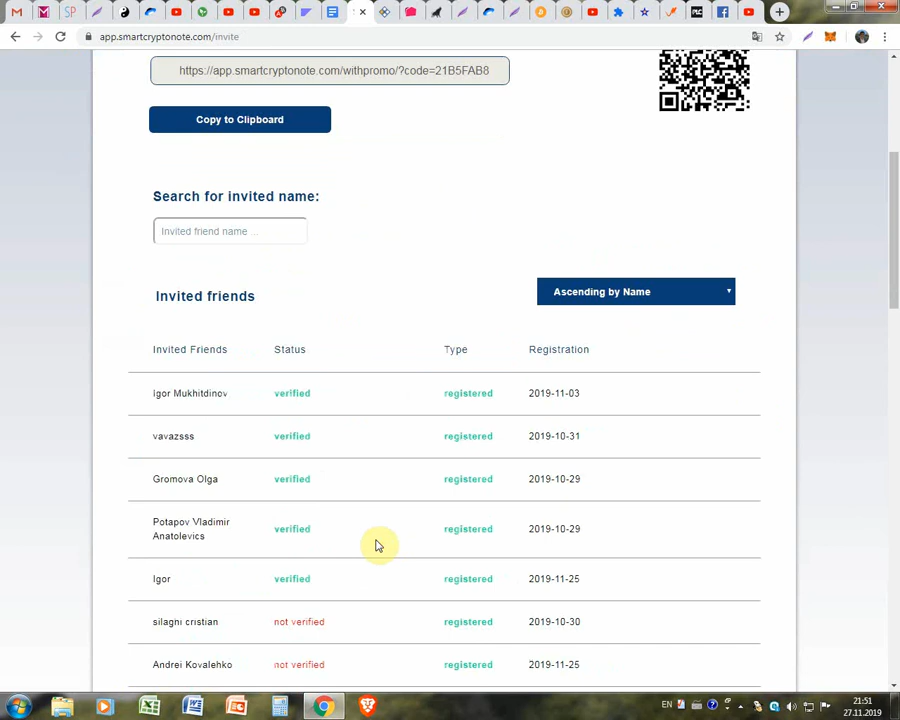 app.smartcryptonote.com/invite
https://app.smartcryptonote.com/withpromo/?code=21B5FAB8
Copy to Clipboard
Search for invited name:
Invited friend name ...
Invited friends
Ascending by Name
Invited Friends Status Type Registration
Igor Mukhitdinov verified registered 2019-11-03
vavazsss verified registered 2019-10-31
Gromova Olga verified registered 2019-10-29
Potapov Vladimir
Anatolevics verified registered 2019-10-29
Igor verified registered 2019-11-25
silaghi cristian not verified registered 2019-10-30
Andrei Kovalehko not verified registered 2019-11-25
EN
21:51
27.11.2019